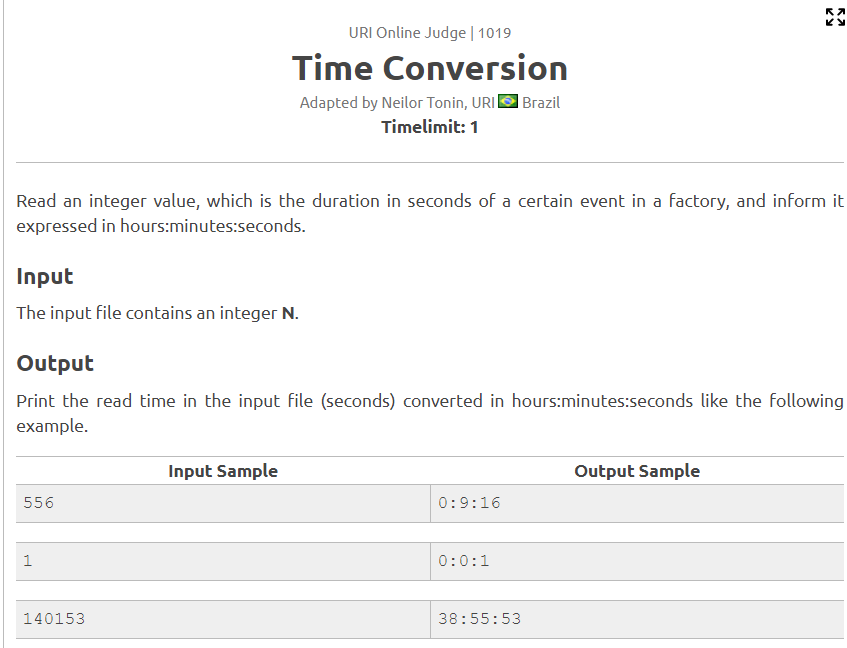 URI Online Judge | 1019
Time Conversion
Adapted by Neilor Tonin, URI Brazil
Timelimit: 1
Read an integer value, which is the duration in seconds of a certain event in a factory, and inform it
expressed in hours:minutes:seconds.
Input
The input file contains an integer N.
Output
Print the read time in the input file (seconds) converted in hours:minutes:seconds like the following
example.
Input Sample Output Sample
556 0:9:16
1 0:0:1
140153 38:55:53